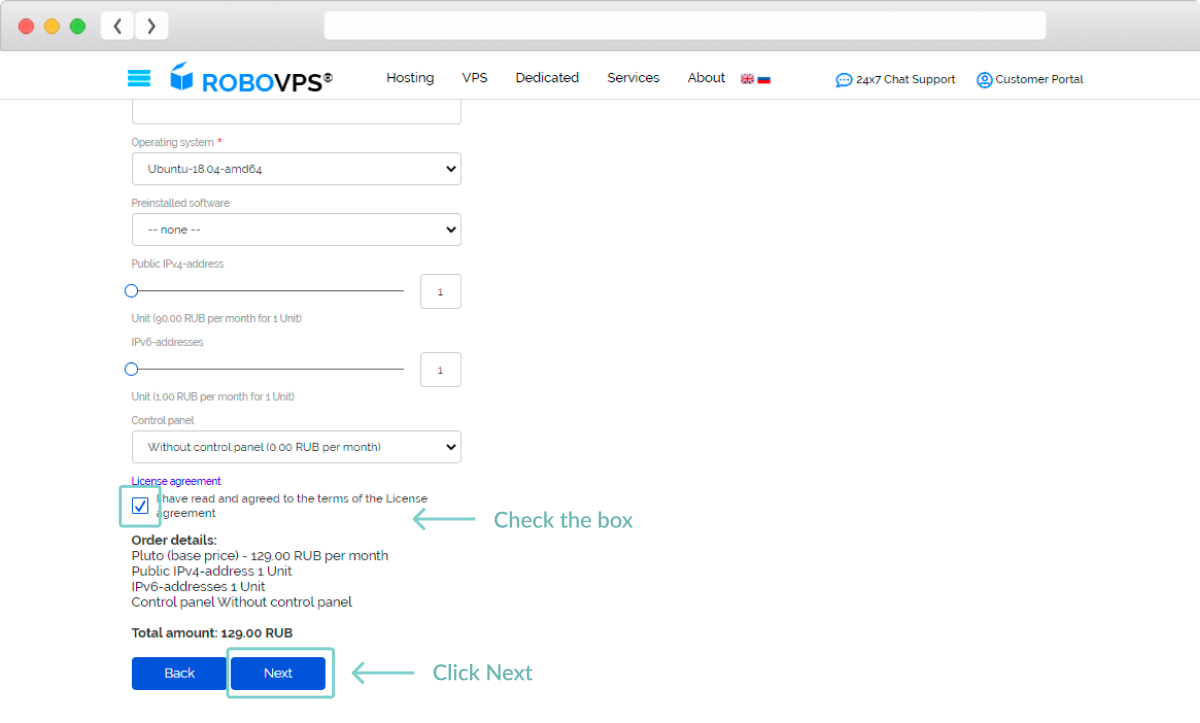 ROBOVPS®
Hosting
VPS
Dedicated
Services
About
24x7 Chat Support
Customer Portal
Operating system *
Ubuntu-18.04-amd64
Preinstalled software
-- none --
Public IPv4-address
1
Unit (90.00 RUB per month for 1 Unit)
IPv6-addresses
1
Unit (1.00 RUB per month for 1 Unit)
Control panel
Without control panel (0.00 RUB per month)
License agreement
I have read and agreed to the terms of the License
agreement
Check the box
Order details:
Pluto (base price) - 129.00 RUB per month
Public IPv4-address 1 Unit
IPv6-addresses 1 Unit
Control panel Without control panel
Total amount: 129.00 RUB
Back
Next
Click Next